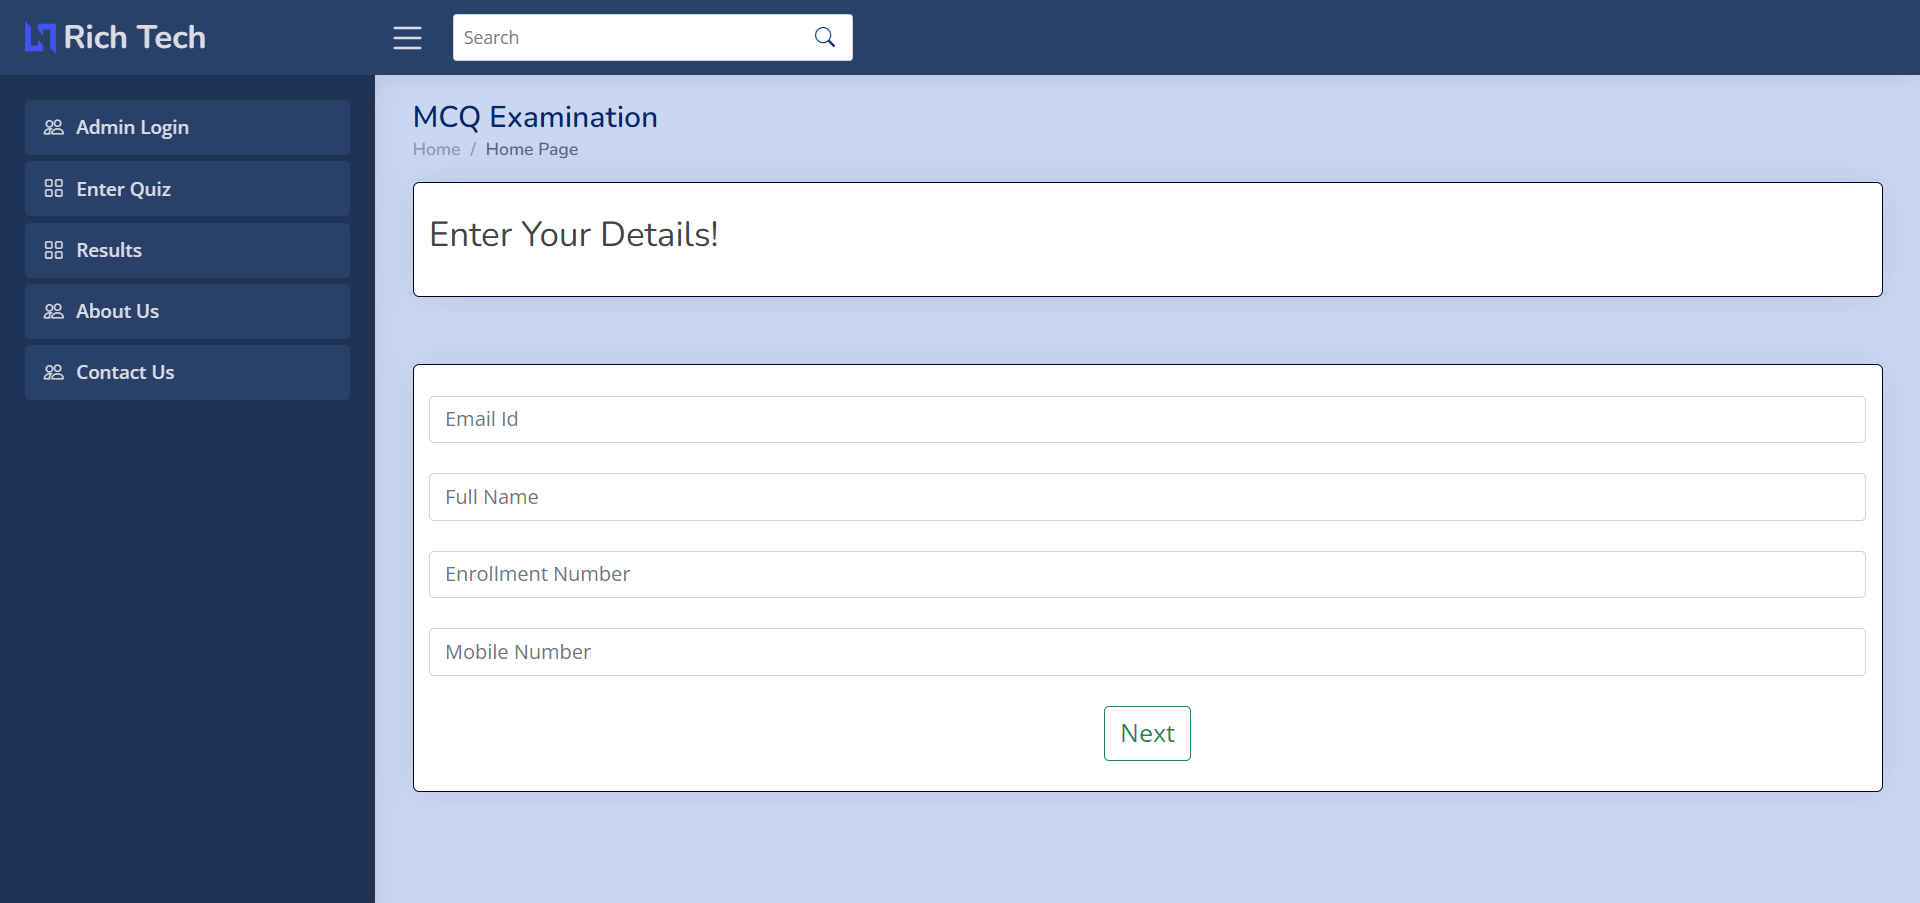 Rich Tech
Search
Admin Login
Enter Quiz
Results
About Us
Contact Us
MCQ Examination
Home / Home Page
Enter Your Details!
Email Id
Full Name
Enrollment Number
Mobile Number
Next